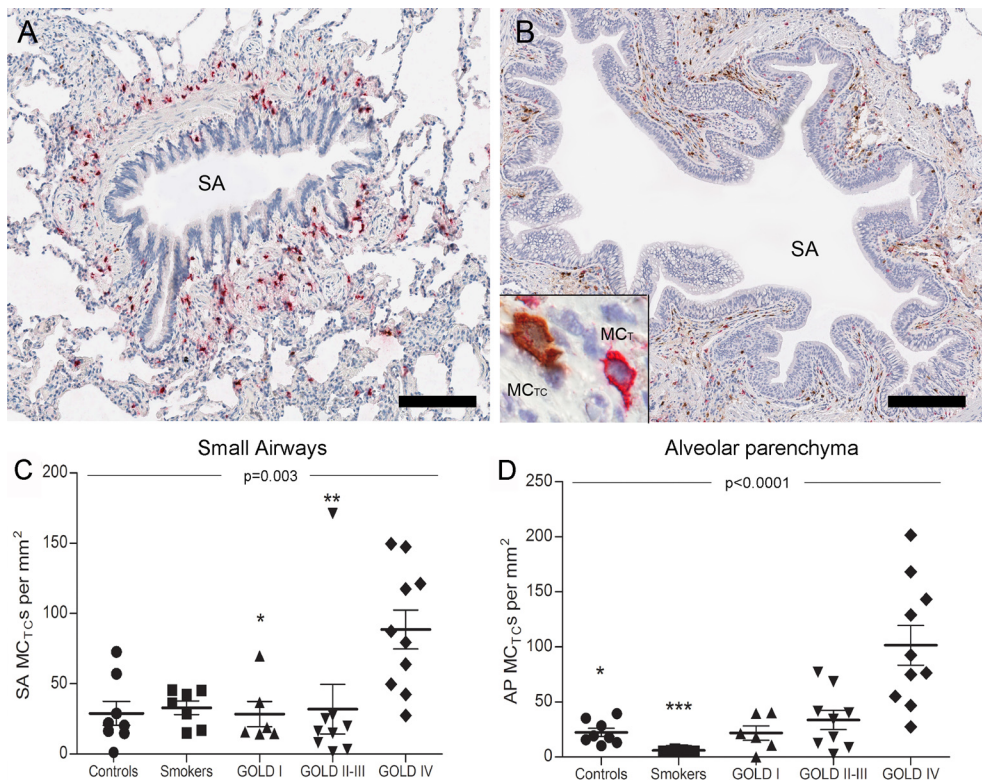 A
SA
B
SA
MCT
MCTC
C
Small Airways
p=0.003
SA MCTCs per mm2
200
150
100
50
0
*
**
Controls
Smokers
GOLD I
GOLD II-III
GOLD IV
D
Alveolar parenchyma
p<0.0001
AP MCTCs per mm2
250
200
150
100
50
0
*
***
Controls
Smokers
GOLD I
GOLD II-III
GOLD IV